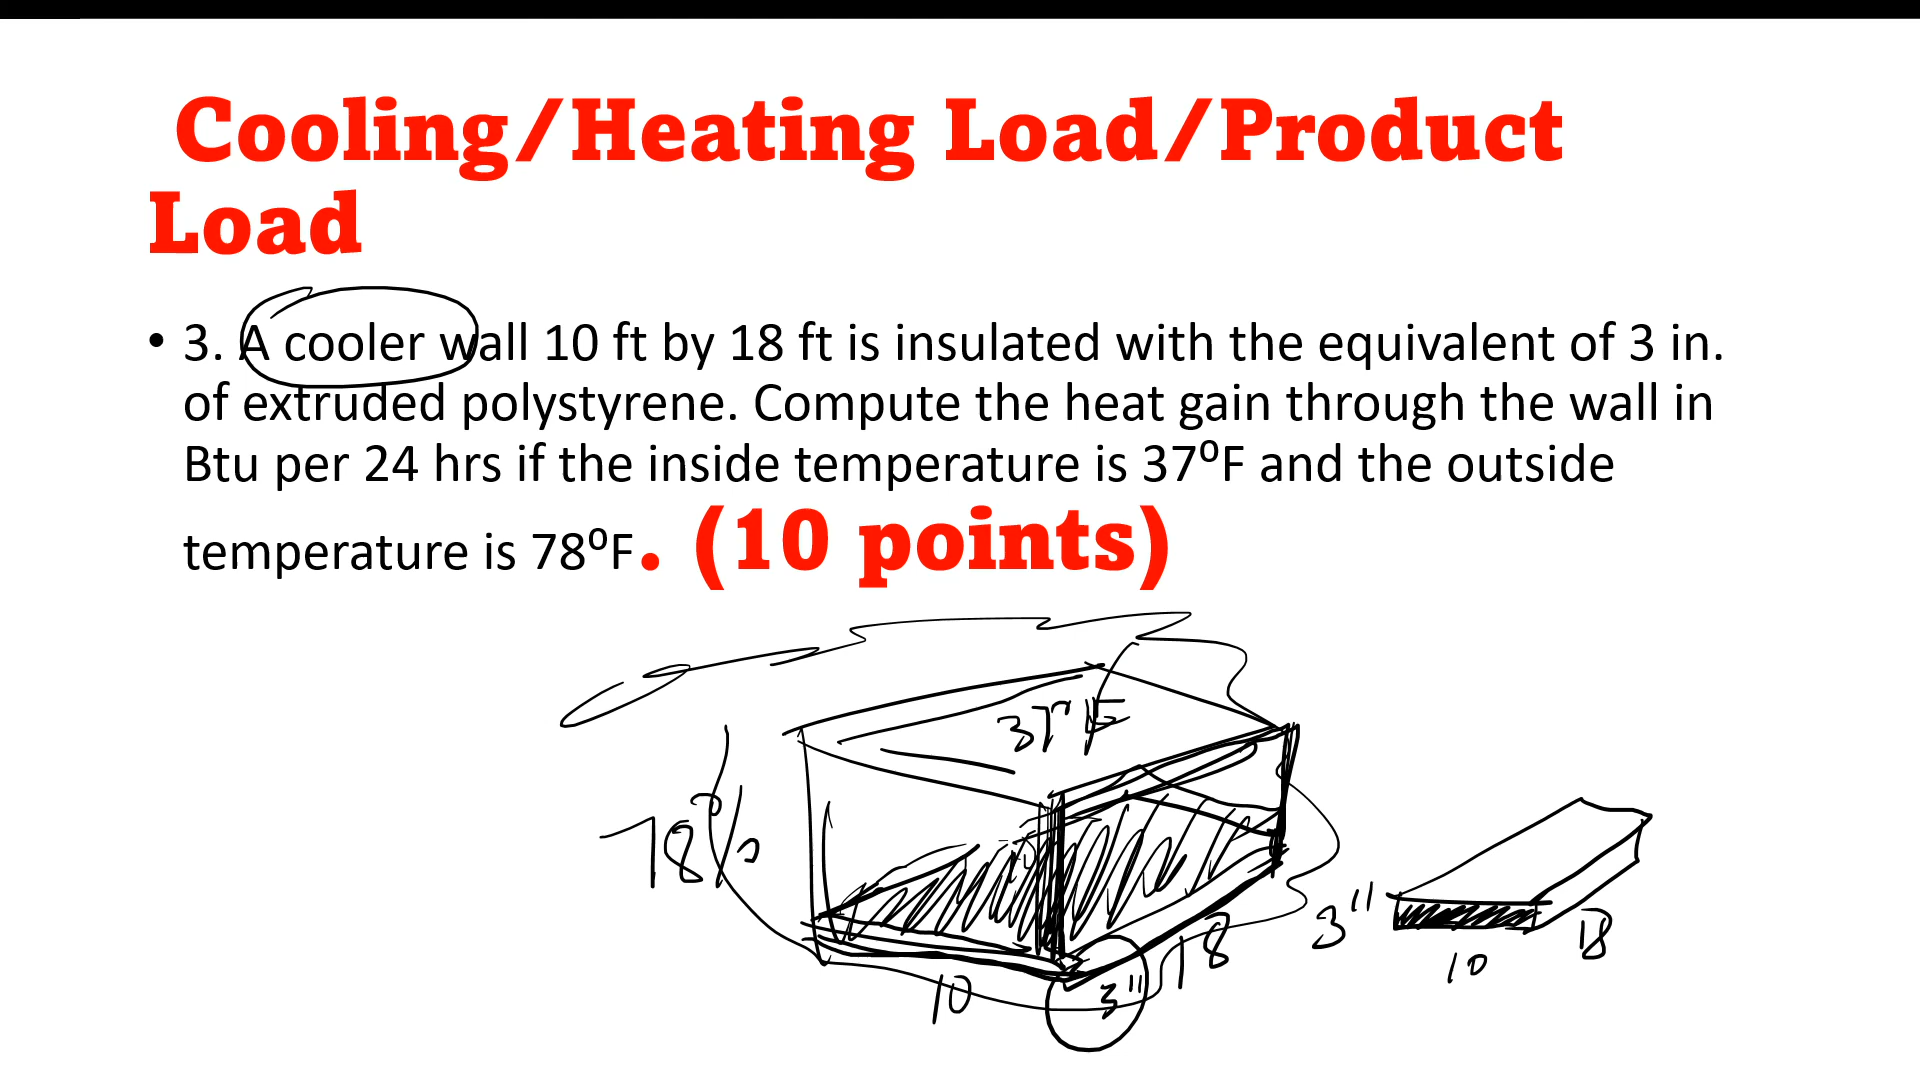 Cooling/Heating Load/Product
Load
• 3. A cooler wall 10 ft by 18 ft is insulated with the equivalent of 3 in.
of extruded polystyrene. Compute the heat gain through the wall in
Btu per 24 hrs if the inside temperature is 37⁰F and the outside
temperature is 78⁰F. (10 points)
37°F
78%
3"
18
10
18
10
3"